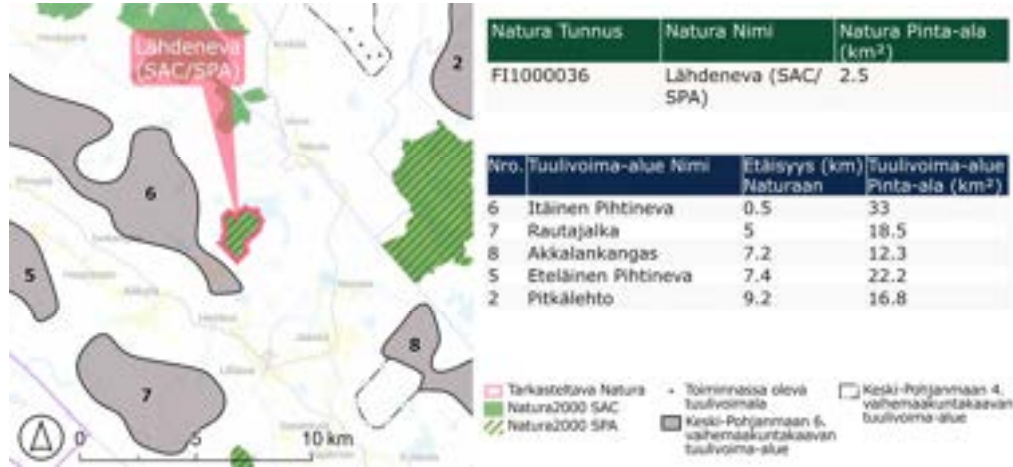 Lähdeneva
(SAC/SPA)
2
6
5
8
7
0
5
10 km
Natura Tunnus Natura Nimi Natura Pinta-ala (km²)
FI1000036 Lähdeneva (SAC/ SPA) 2.5
Nro. Tuulivoima-alue Nimi Etäisyys (km) Naturaan Tuulivoima-alue Pinta-ala (km²)
6 Itäinen Pihtineva 0.5 33
7 Rautajalka 5 18.5
8 Akkalankangas 7.2 12.3
5 Eteläinen Pihtineva 7.4 22.2
2 Pitkälehto 9.2 16.8
Tarkasteltava Natura
Natura2000 SAC
Natura2000 SPA
Toiminnassa oleva
tuulivoimala
Keski-Pohjanmaan 6.
vaihemaakuntakaavan
tuulivoima-alue
Keski-Pohjanmaan 4.
vaihemaakuntakaavan
tuulivoima-alue